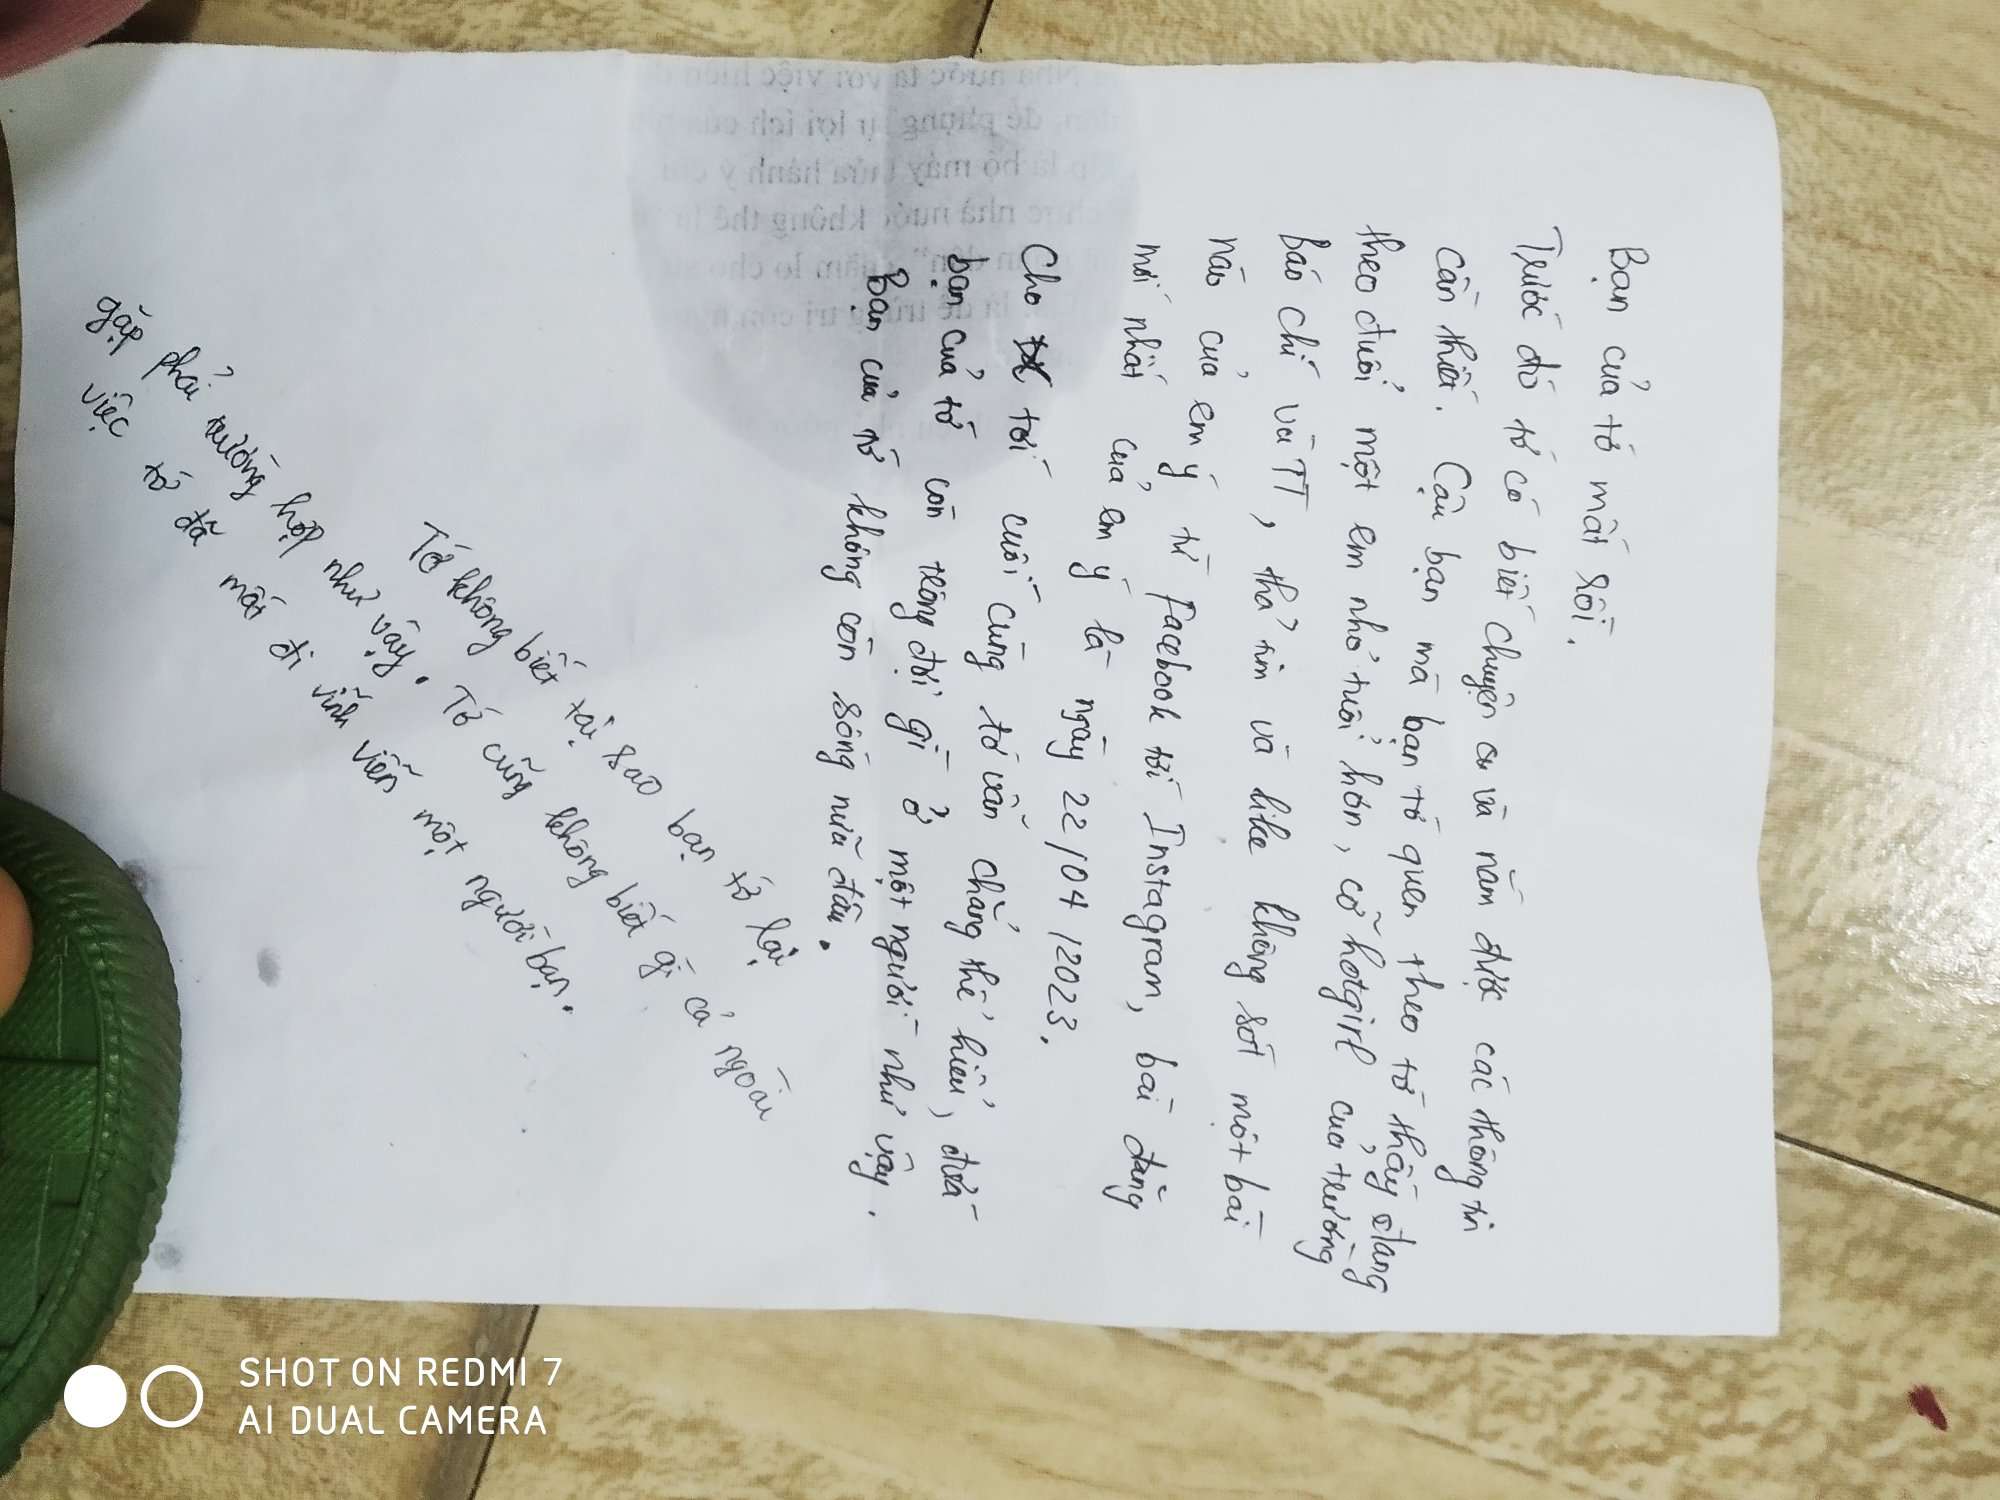 Bạn của tớ mất rồi.
Trước đó tớ có biết chuyện và nắm được các thông tin
cần thiết. Cậu bạn mà bạn tớ quen theo tớ thấy đang
theo đuổi một em nhỏ tuổi hơn, cỡ hotgirl của trường
Báo chí và TT, thả tim và like không sót một bài
nào của em ý từ Facebook tới Instagram, bài đăng
mới nhất của em ý là ngày 22/04/2023.
Cho tới cuối cùng tớ vẫn chẳng thể hiểu, đứa
bạn của tớ còn trông đợi gì ở một người như vậy.
Bạn của tớ không còn sống nữa đâu.
Tớ không biết tại sao bạn tớ lại
gặp phải trường hợp như vậy. Tớ cũng không biết gì cả ngoài
việc tớ đã mất đi vĩnh viễn một người bạn.
SHOT ON REDMI 7
AI DUAL CAMERA